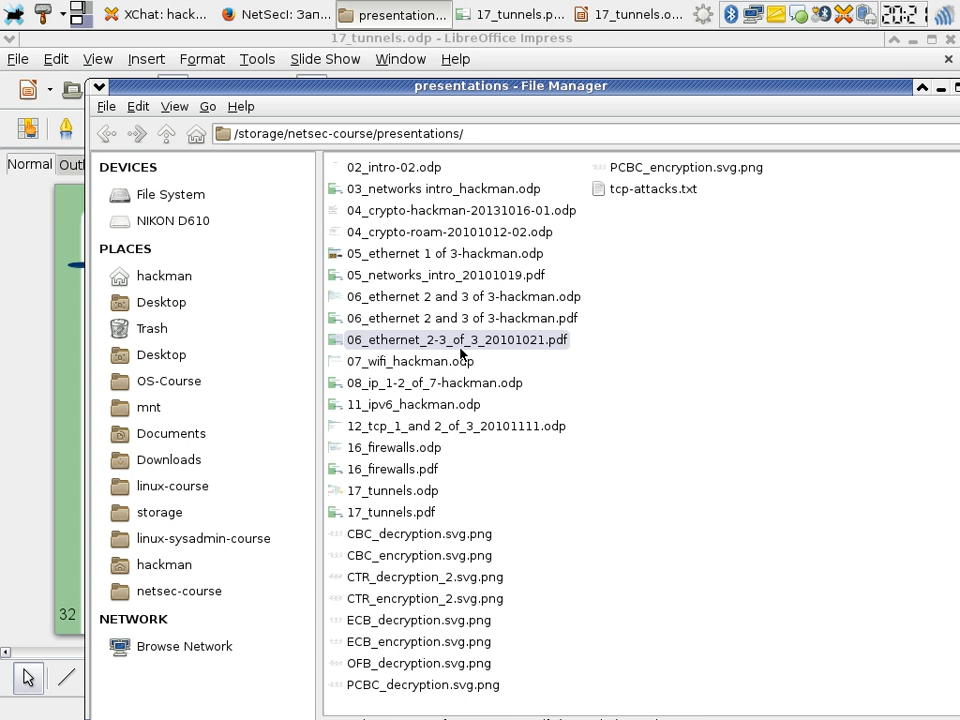 XChat: hack...
NetSecI: Зап...
presentation...
17_tunnels.p...
17_tunnels.o...
20:21
17_tunnels.odp - LibreOffice Impress
File Edit View Insert Format Tools Slide Show Window Help
presentations - File Manager
File Edit View Go Help
/storage/netsec-course/presentations/
Normal
Outl
DEVICES
File System
NIKON D610
PLACES
hackman
Desktop
Trash
Desktop
OS-Course
mnt
Documents
Downloads
linux-course
storage
linux-sysadmin-course
hackman
netsec-course
NETWORK
Browse Network
02_intro-02.odp
03_networks intro_hackman.odp
04_crypto-hackman-20131016-01.odp
04_crypto-roam-20101012-02.odp
05_ethernet 1 of 3-hackman.odp
05_networks_intro_20101019.pdf
06_ethernet 2 and 3 of 3-hackman.odp
06_ethernet 2 and 3 of 3-hackman.pdf
06_ethernet_2-3_of_3_20101021.pdf
07_wifi_hackman.odp
08_ip_1-2_of_7-hackman.odp
11_ipv6_hackman.odp
12_tcp_1_and 2_of_3_20101111.odp
16_firewalls.odp
16_firewalls.pdf
17_tunnels.odp
17_tunnels.pdf
CBC_decryption.svg.png
CBC_encryption.svg.png
CTR_decryption_2.svg.png
CTR_encryption_2.svg.png
ECB_decryption.svg.png
ECB_encryption.svg.png
OFB_decryption.svg.png
PCBC_decryption.svg.png
PCBC_encryption.svg.png
tcp-attacks.txt
32